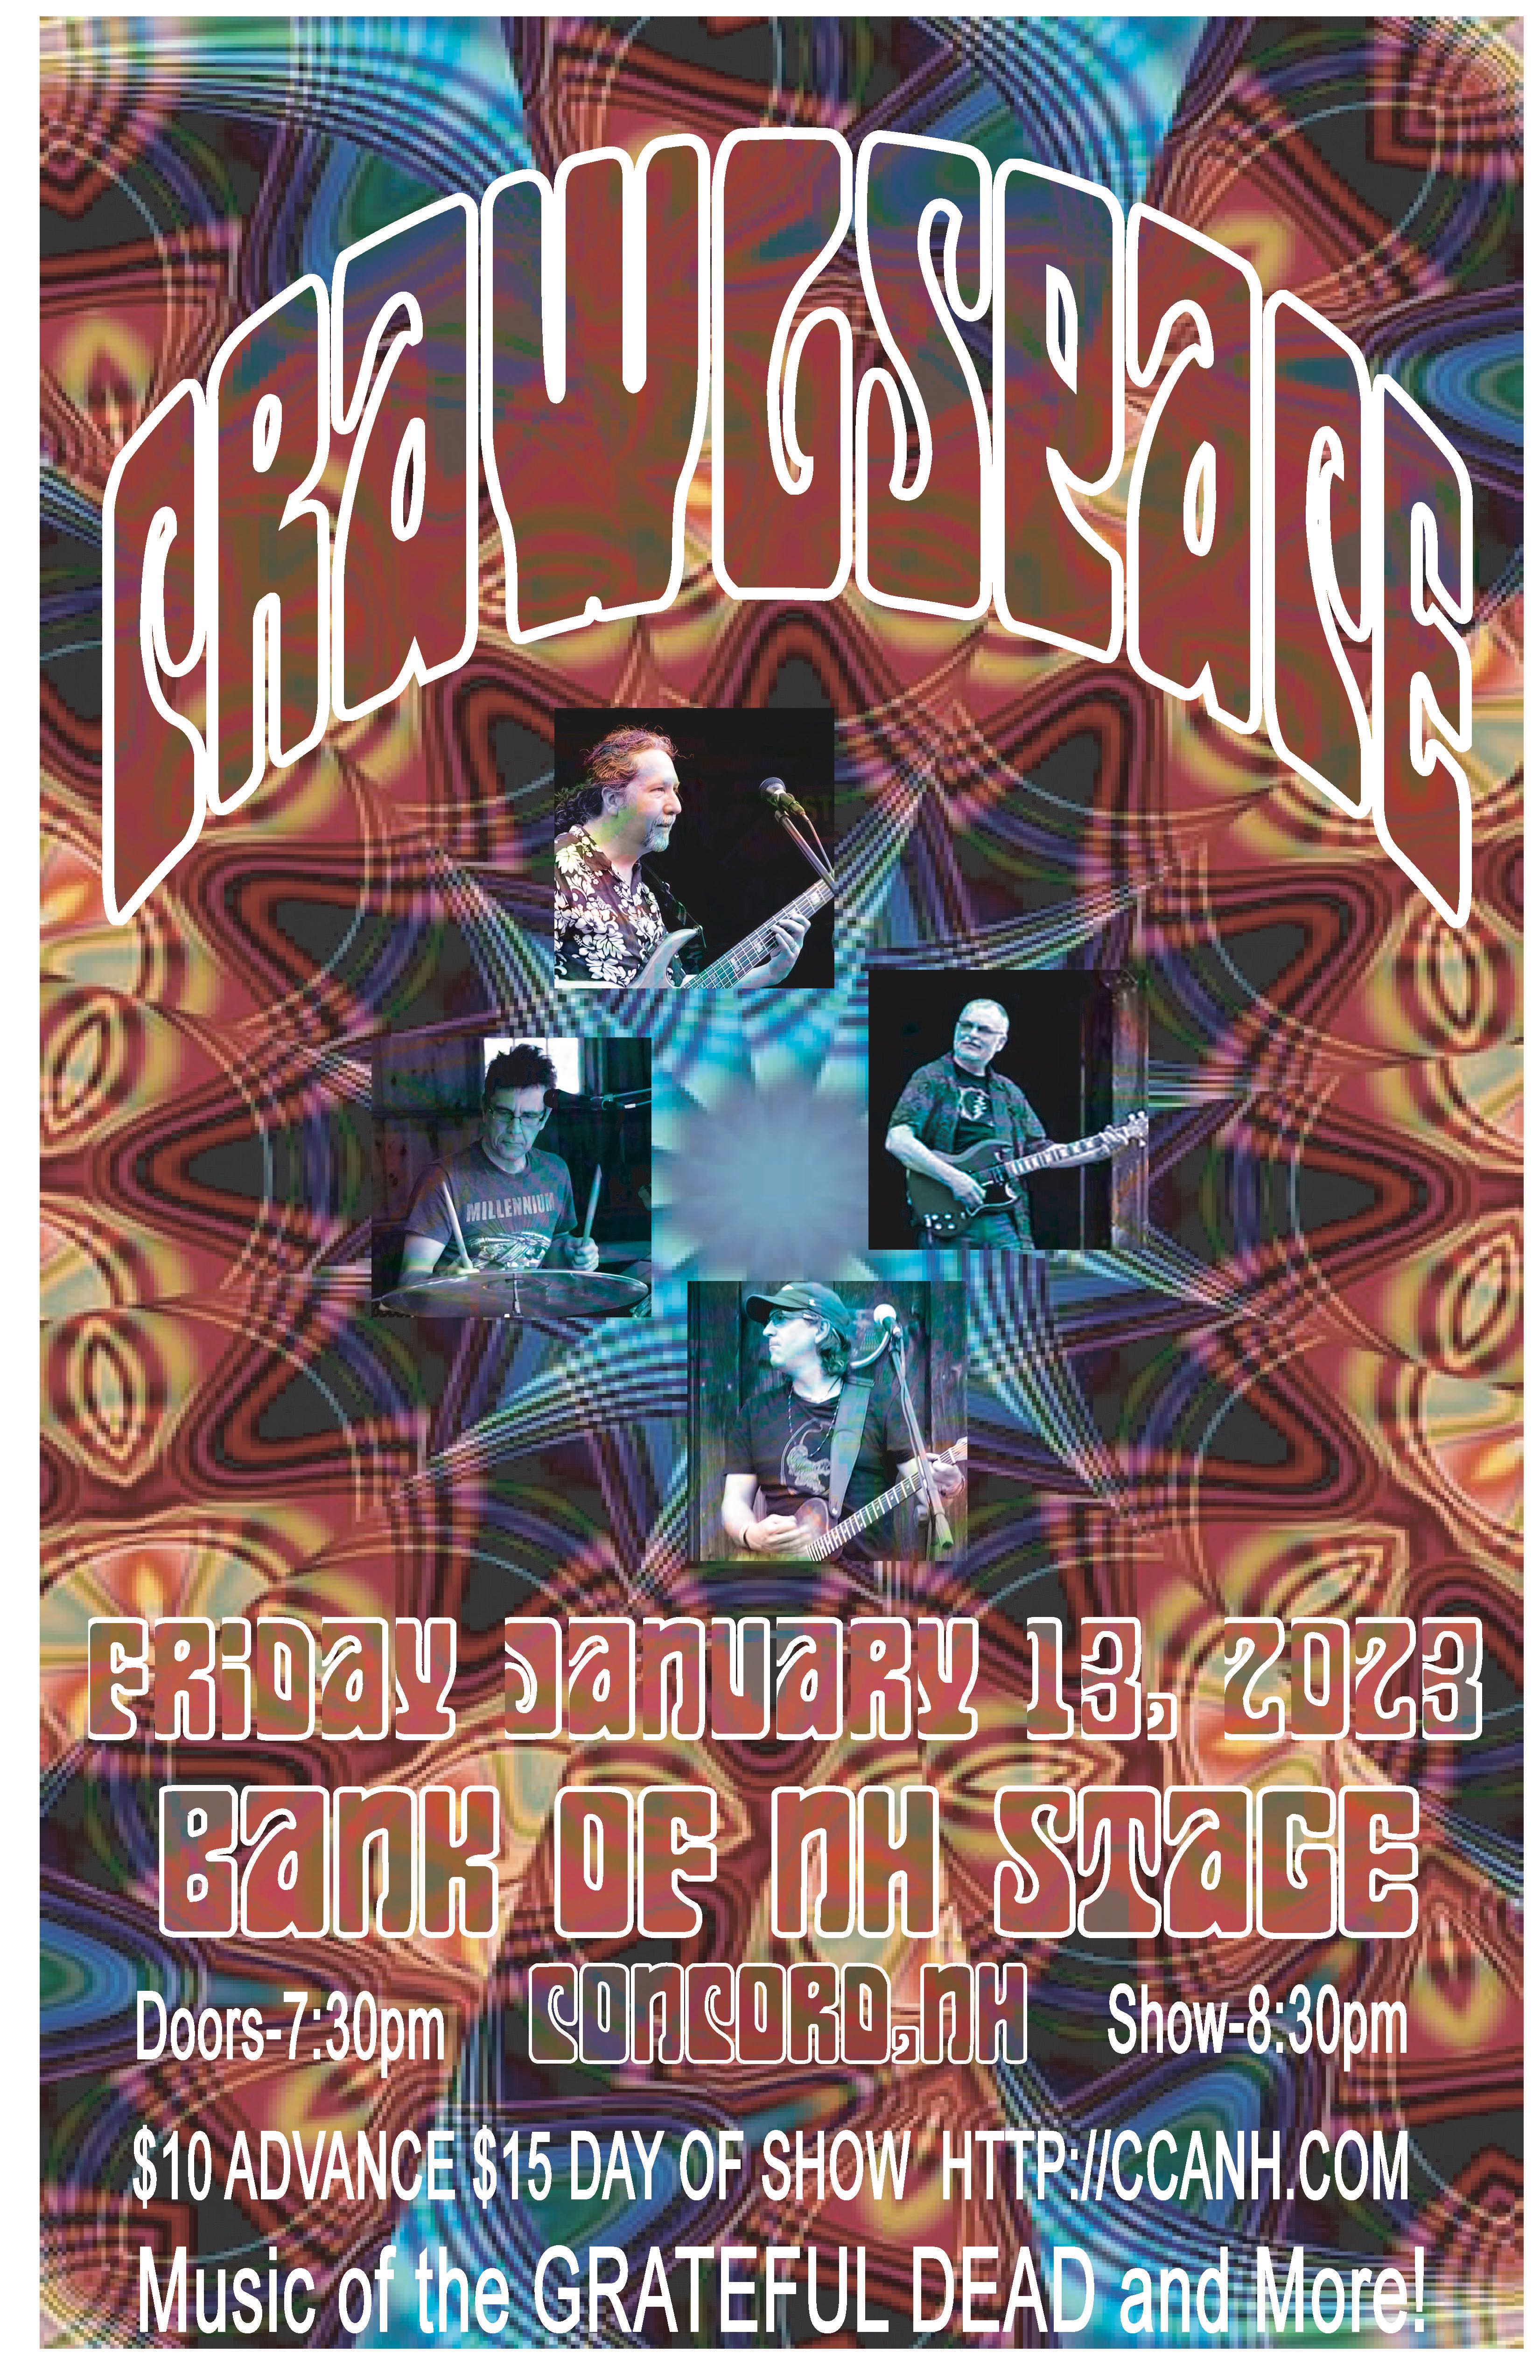 CRAWLSPACE
MILLENNIUM
FRiDAY JANUARY 13, 2023
BANK OF NH STAGE
CONCORD,NH
Doors-7:30pm
Show-8:30pm
$10 ADVANCE $15 DAY OF SHOW HTTP://CCANH.COM
Music of the GRATEFUL DEAD and More!